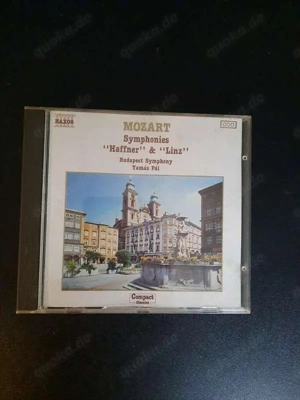 NAXOS
DDD
MOZART
Symphonies
"Haffner" & "Linz"
Budapest Symphony
Tamás Pál
Compact